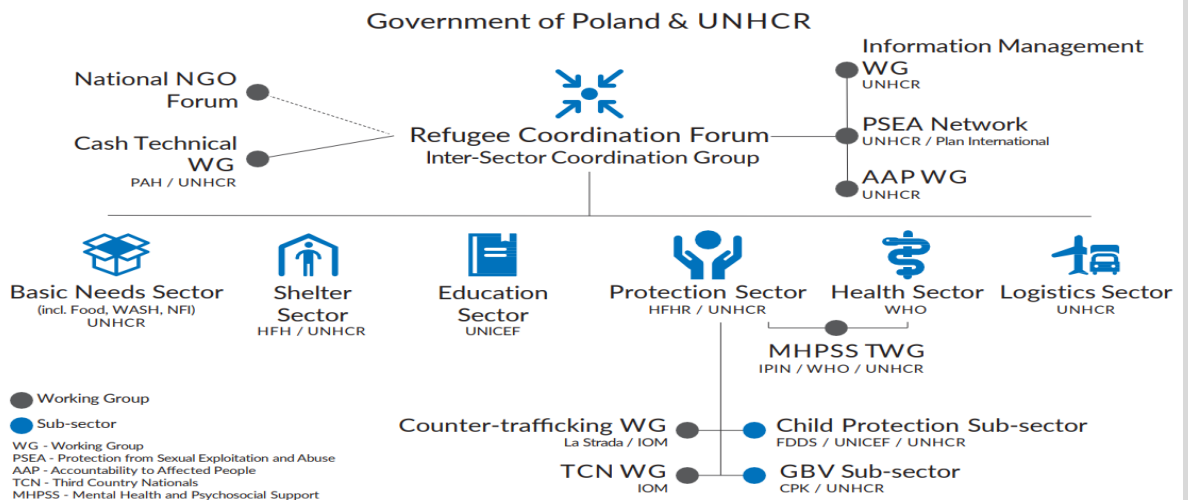 Government of Poland & UNHCR
National NGO
Forum
Cash Technical
WG
PAH / UNHCR
Refugee Coordination Forum
Inter-Sector Coordination Group
Information Management
WG
UNHCR
PSEA Network
UNHCR / Plan International
AAP WG
UNHCR
Basic Needs Sector
(incl. Food, WASH, NFI)
UNHCR
Shelter
Sector
HFH / UNHCR
Education
Sector
UNICEF
Protection Sector
HFHR / UNHCR
Health Sector
WHO
Logistics Sector
UNHCR
MHPSS TWG
IPIN / WHO / UNHCR
Counter-trafficking WG
La Strada / IOM
Child Protection Sub-sector
FDDS / UNICEF / UNHCR
TCN WG
IOM
GBV Sub-sector
CPK / UNHCR
Working Group
Sub-sector
WG - Working Group
PSEA - Protection from Sexual Exploitation and Abuse
AAP - Accountability to Affected People
TCN - Third Country Nationals
MHPSS - Mental Health and Psychosocial Support